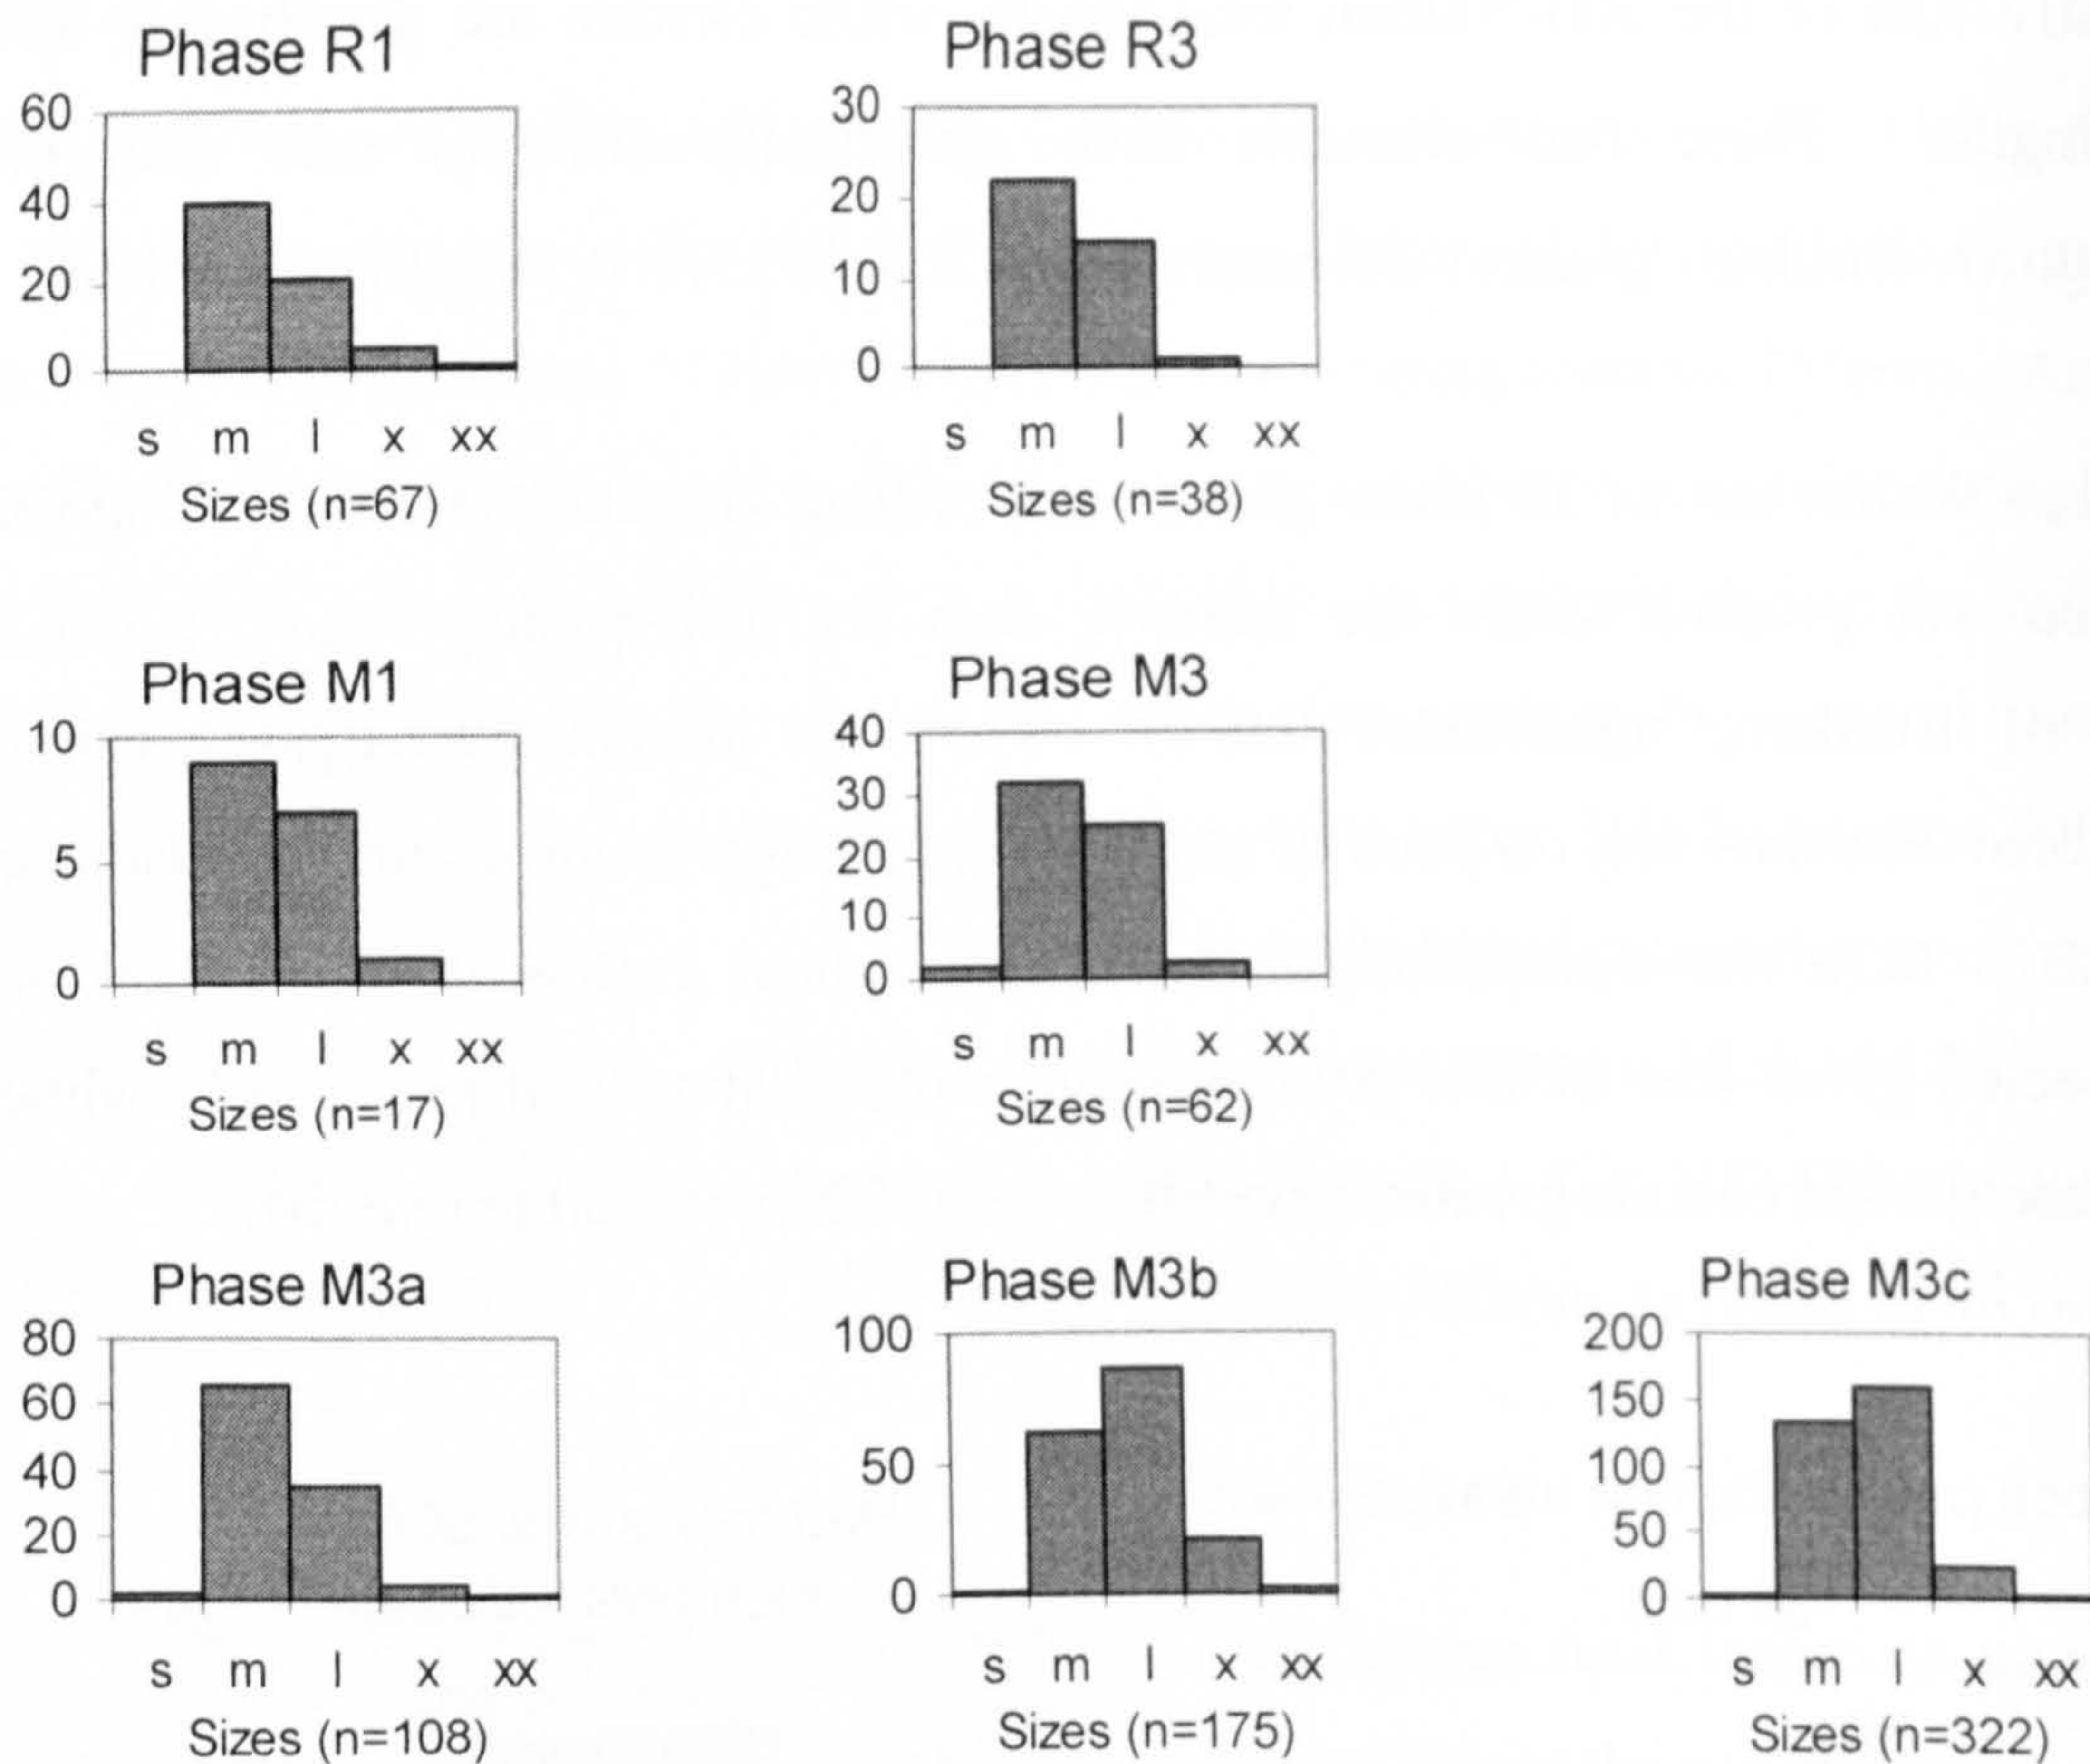 Phase R1
60
40
20
0
s m l x xx
Sizes (n=67)
Phase R3
30
20
10
0
s m l x xx
Sizes (n=38)
Phase M1
10
5
0
s m l x xx
Sizes (n=17)
Phase M3
40
30
20
10
0
s m l x xx
Sizes (n=62)
Phase M3a
80
60
40
20
0
s m l x xx
Sizes (n=108)
Phase M3b
100
50
0
s m l x xx
Sizes (n=175)
Phase M3c
200
150
100
50
0
s m l x xx
Sizes (n=322)